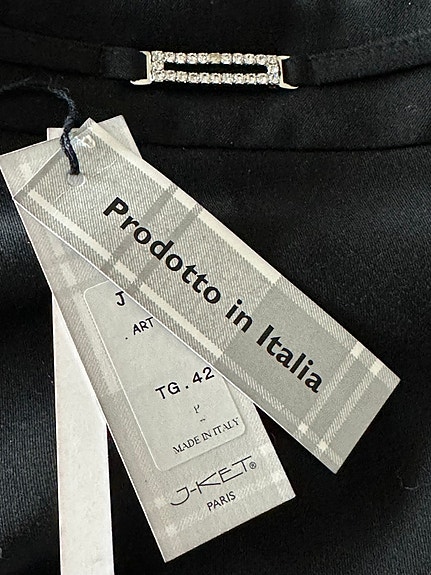 Prodotto in Italia
J
. ART
TG.42
MADE IN ITALY
J-KET®
PARIS